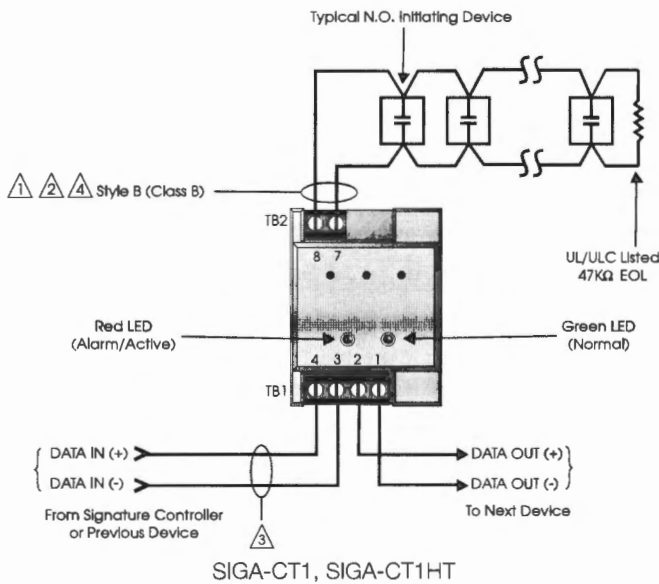 Typical N.O. Initiating Device
1 2 4 Style B (Class B)
TB2
8 7
UL/ULC Listed
47KΩ EOL
Red LED
(Alarm/Active)
Green LED
(Normal)
4 3 2 1
TB1
DATA IN (+)
DATA IN (-)
DATA OUT (+)
DATA OUT (-)
From Signature Controller
or Previous Device
To Next Device
3
SIGA-CT1, SIGA-CT1HT